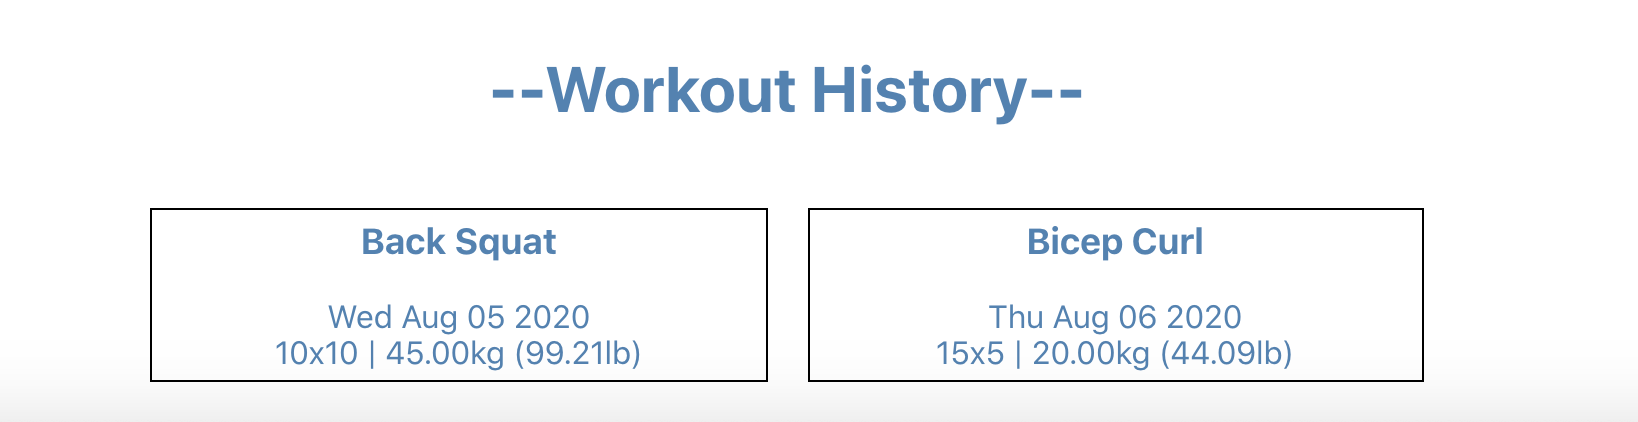 --Workout History--
Back Squat
Wed Aug 05 2020
10x10 | 45.00kg (99.21lb)
Bicep Curl
Thu Aug 06 2020
15x5 | 20.00kg (44.09lb)